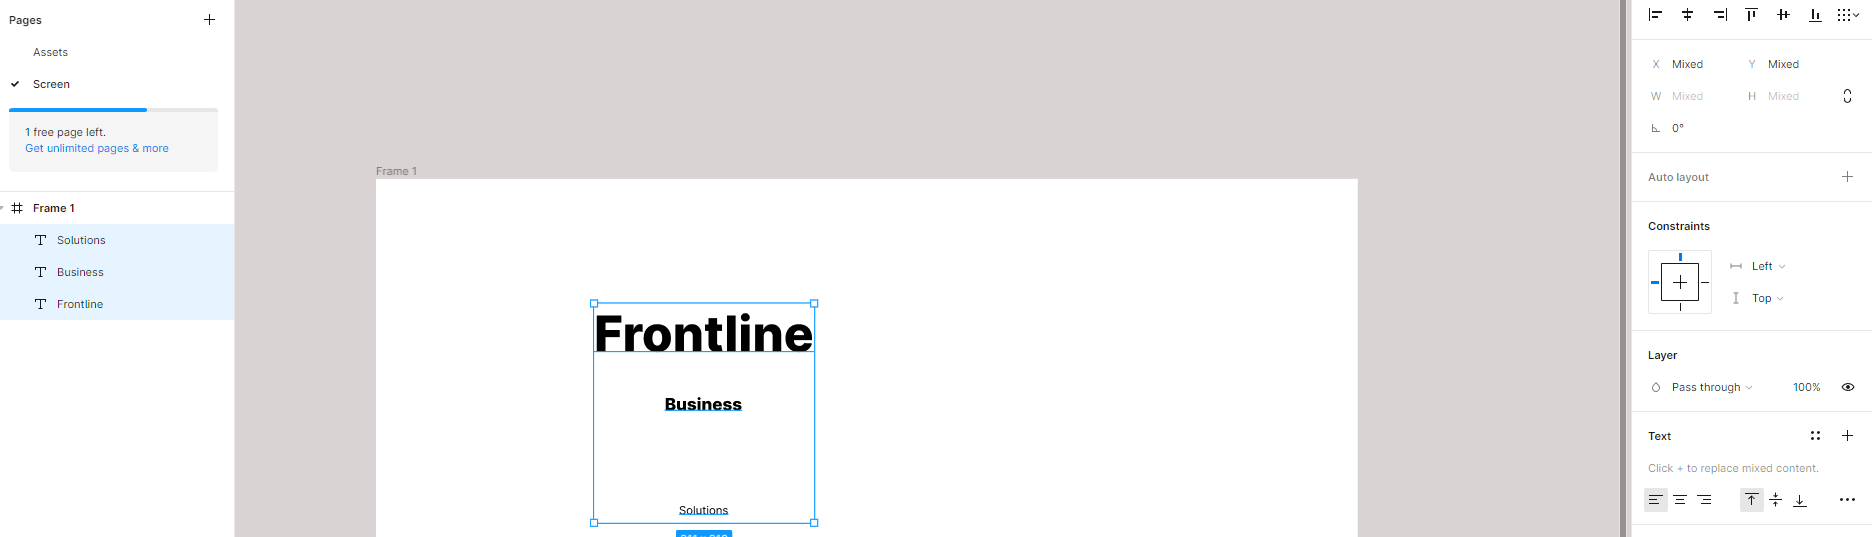 Pages
Assets
Screen
1 free page left.
Get unlimited pages & more
Frame 1
Solutions
Business
Frontline
Frame 1
Frontline
Business
Solutions
X Mixed Y Mixed
W Mixed H Mixed
0°
Auto layout
Constraints
Left
Top
Layer
Pass through 100%
Text
Click + to replace mixed content.